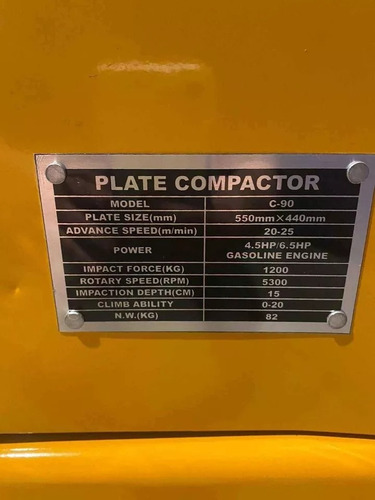 PLATE COMPACTOR
MODEL C-90
PLATE SIZE(mm) 550mm×440mm
ADVANCE SPEED(m/min) 20-25
POWER 4.5HP/6.5HP
GASOLINE ENGINE
IMPACT FORCE(KG) 1200
ROTARY SPEED(RPM) 5300
IMPACTION DEPTH(CM) 15
CLIMB ABILITY 0-20
N.W.(KG) 82